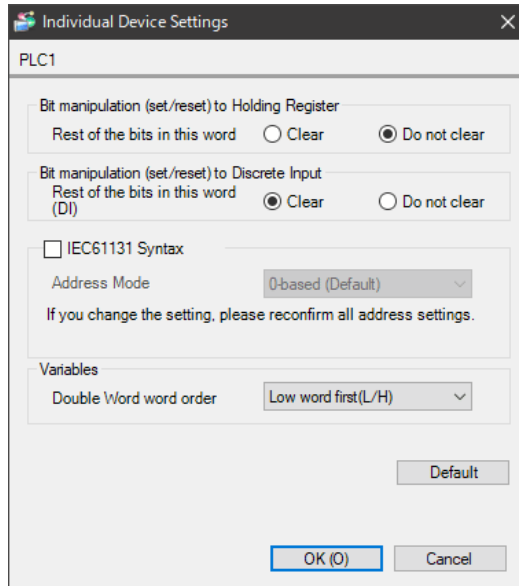 Individual Device Settings
PLC1
Bit manipulation (set/reset) to Holding Register
Rest of the bits in this word Clear Do not clear
Bit manipulation (set/reset) to Discrete Input
Rest of the bits in this word
(DI) Clear Do not clear
IEC61131 Syntax
Address Mode 0-based (Default)
If you change the setting, please reconfirm all address settings.
Variables
Double Word word order Low word first(L/H)
Default
OK (O) Cancel